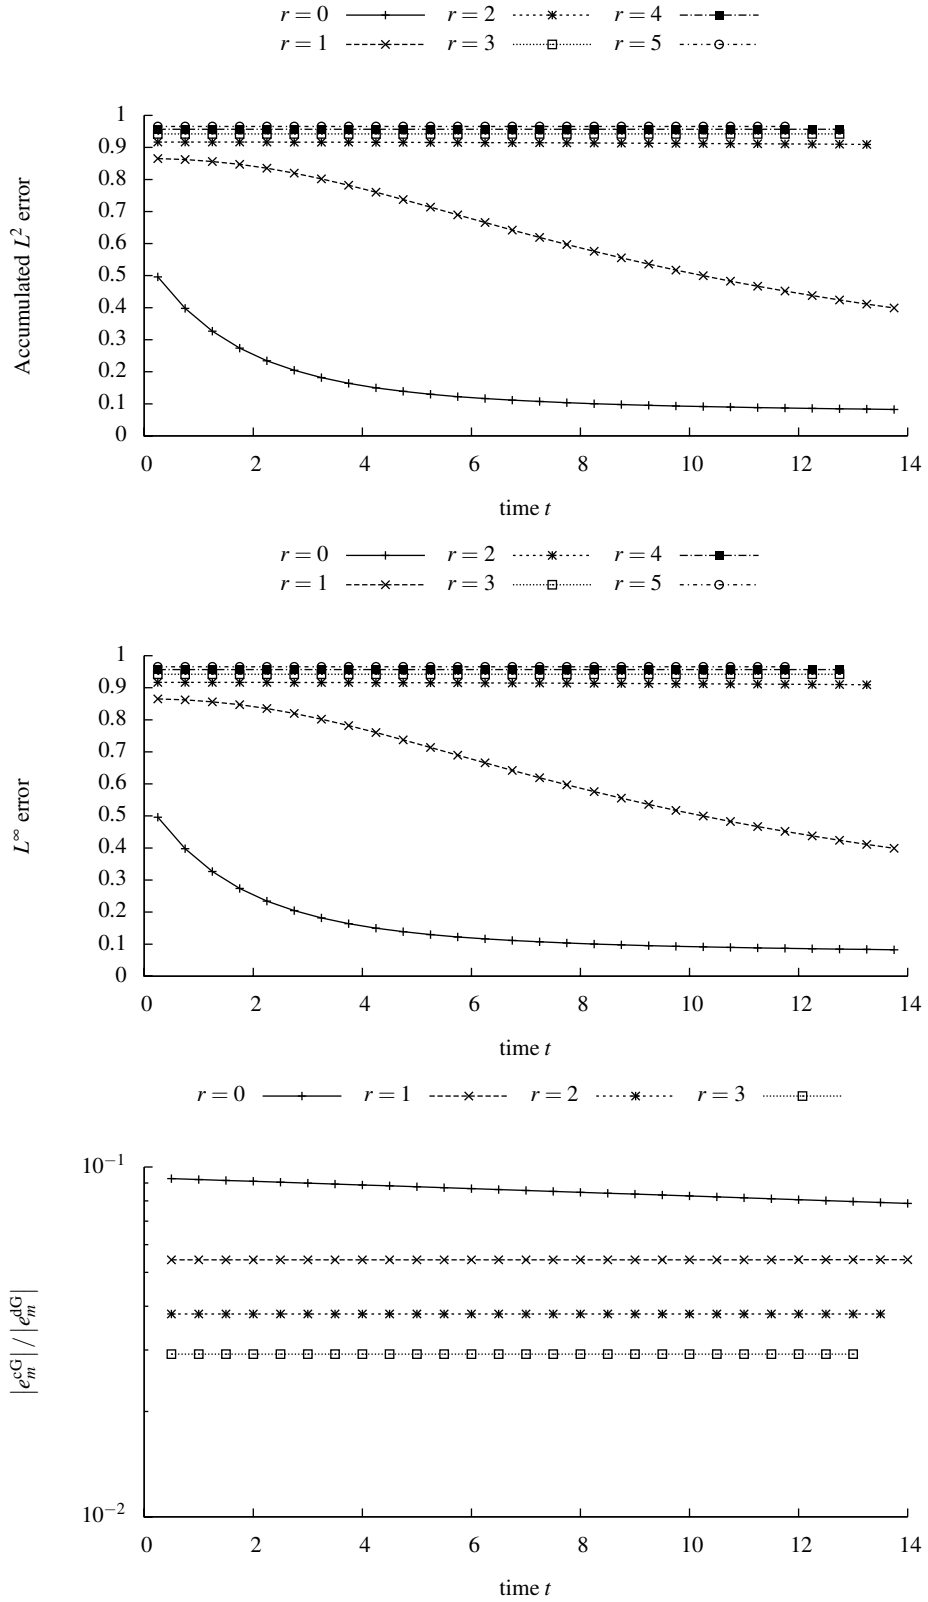 r = 0 r = 2 r = 4
r = 1 r = 3 r = 5
Accumulated L² error
1
0.9
0.8
0.7
0.6
0.5
0.4
0.3
0.2
0.1
0
0 2 4 6 8 10 12 14
time t
r = 0 r = 2 r = 4
r = 1 r = 3 r = 5
L^∞ error
1
0.9
0.8
0.7
0.6
0.5
0.4
0.3
0.2
0.1
0
0 2 4 6 8 10 12 14
time t
r = 0 r = 1 r = 2 r = 3
|e_m^cG| / |e_m^dG|
10⁻¹
10⁻²
0 2 4 6 8 10 12 14
time t